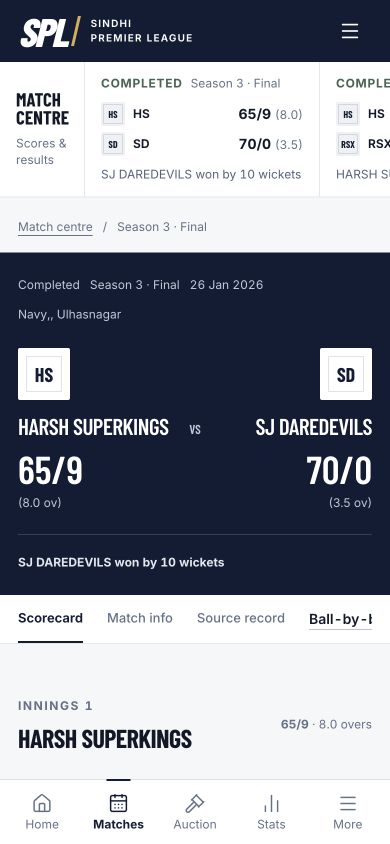 SPL/ SINDHI
PREMIER LEAGUE
MATCH
CENTRE
Scores &
results
COMPLETED Season 3 · Final
HS HS 65/9 (8.0)
SD SD 70/0 (3.5)
SJ DAREDEVILS won by 10 wickets
COMPLE
HS HS
RSX RSX
HARSH S
Match centre / Season 3 · Final
Completed Season 3 · Final 26 Jan 2026
Navy,, Ulhasnagar
HS SD
HARSH SUPERKINGS VS SJ DAREDEVILS
65/9 70/0
(8.0 ov) (3.5 ov)
SJ DAREDEVILS won by 10 wickets
Scorecard Match info Source record Ball-by-b
INNINGS 1
HARSH SUPERKINGS 65/9 · 8.0 overs
Home Matches Auction Stats More